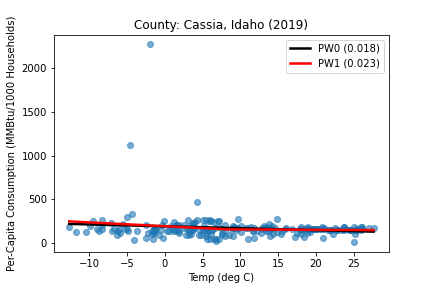 County: Cassia, Idaho (2019)
Per-Capita Consumption (MMBtu/1000 Households)
2000
1500
1000
500
0
PW0 (0.018)
PW1 (0.023)
−10 −5 0 5 10 15 20 25
Temp (deg C)